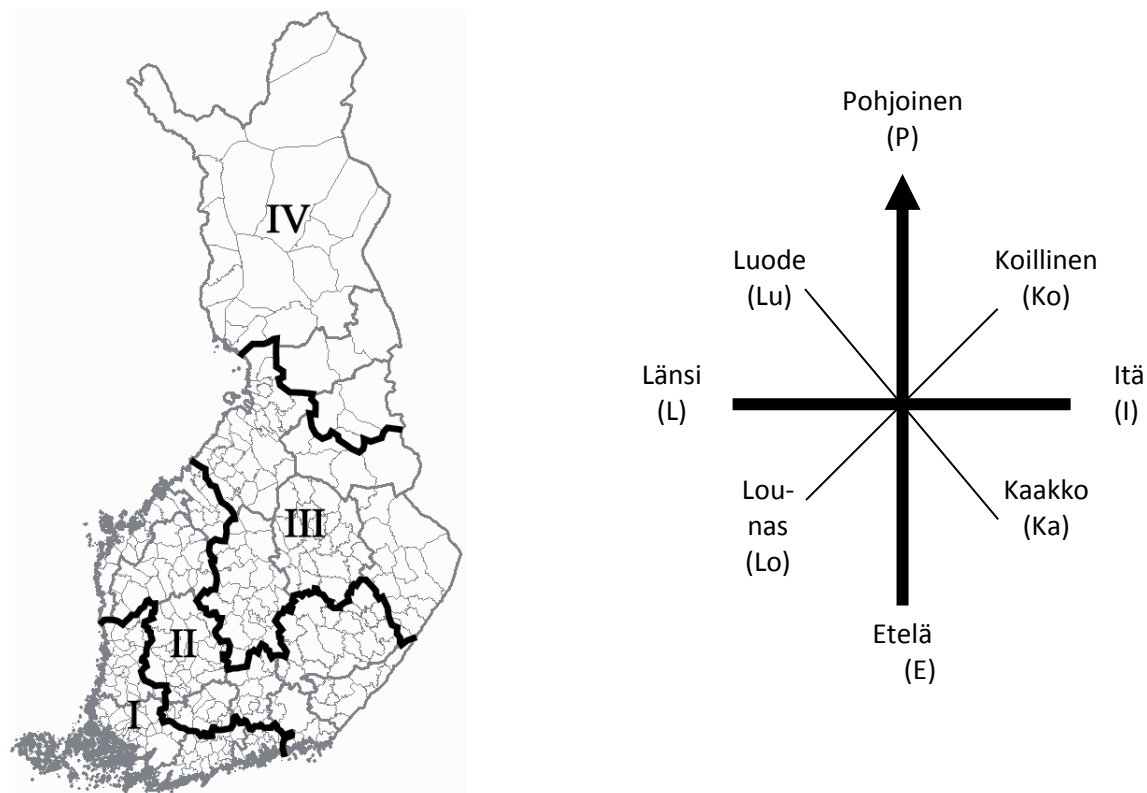 IV
III
II
I
Pohjoinen
(P)
Luode
(Lu)
Koillinen
(Ko)
Länsi
(L)
Itä
(I)
Lou-
nas
(Lo)
Kaakko
(Ka)
Etelä
(E)